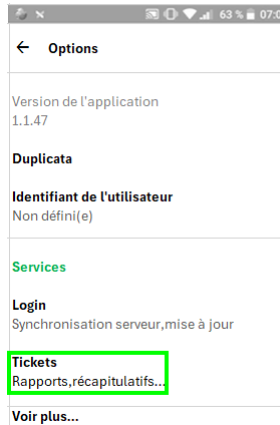 63 % 07:0
Options
Version de l'application
1.1.47
Duplicata
Identifiant de l'utilisateur
Non défini(e)
Services
Login
Synchronisation serveur,mise à jour
Tickets
Rapports,récapitulatifs...
Voir plus...